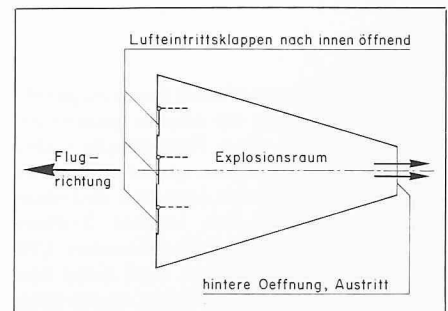 Lufteintrittsklappen nach innen öffnend
Flug-
richtung
Explosionsraum
hintere Oeffnung, Austritt